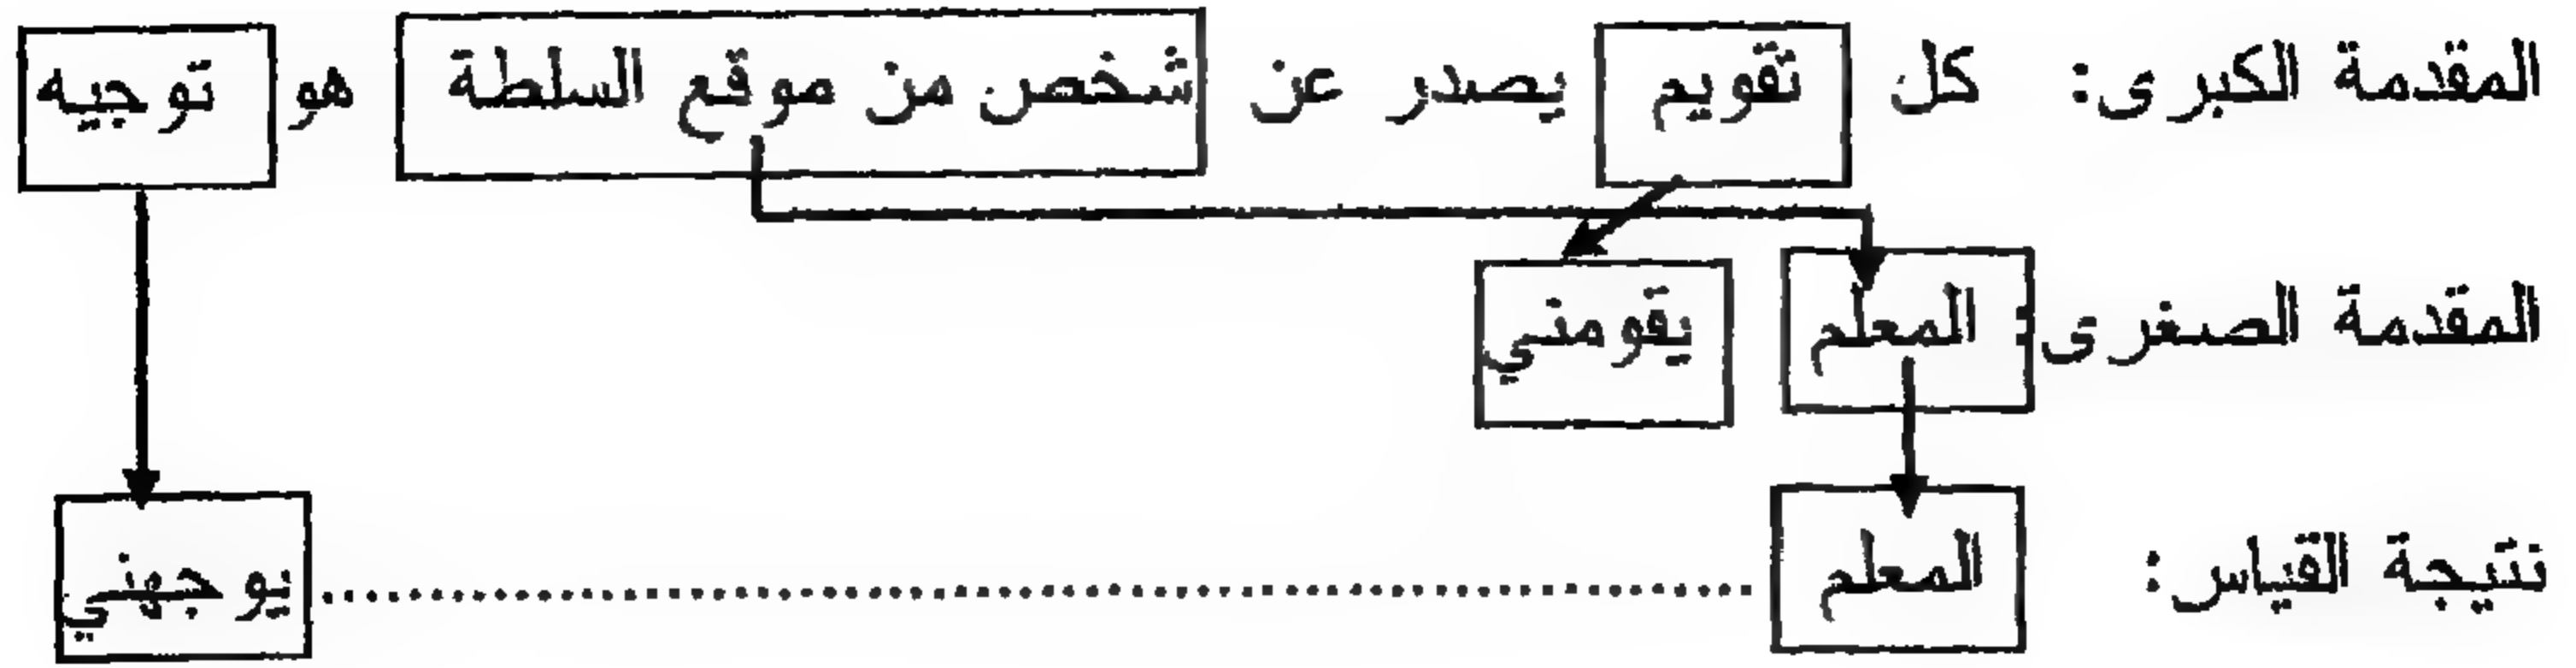 المقدمة الكبرى: كل تقويم يصدر عن شخص من موقع السلطة هو توجيه
المقدمة الصغرى: المعلم يقومني
نتيجة القياس: المعلم يوجهني